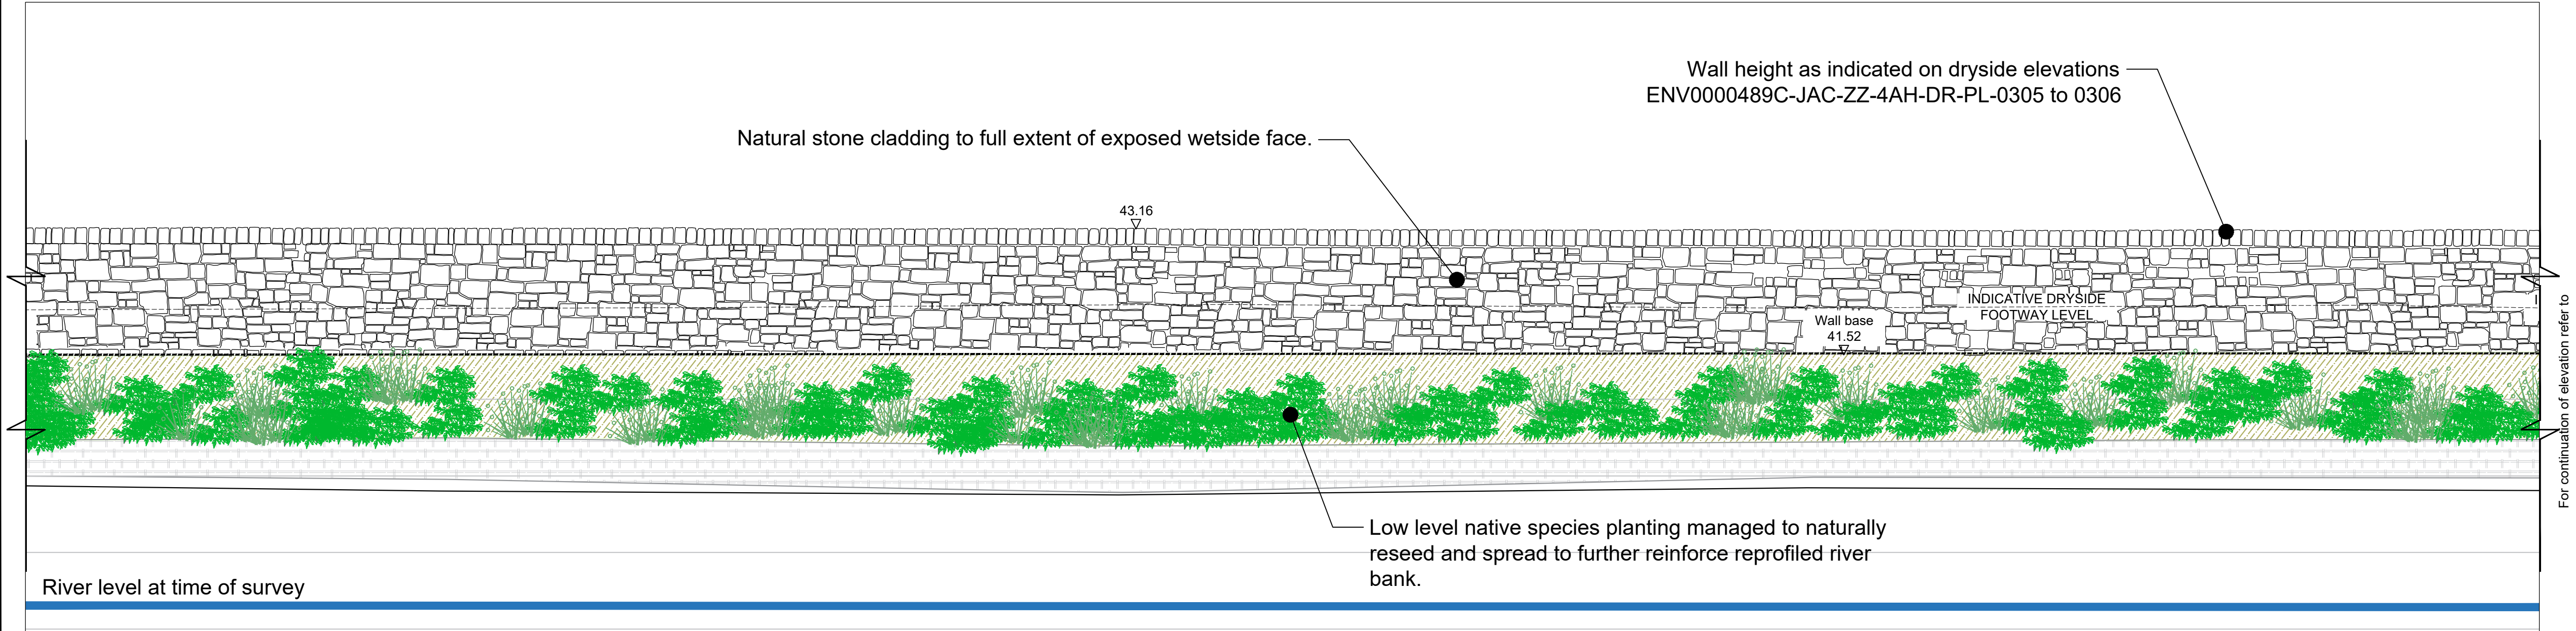 Wall height as indicated on dryside elevations
ENV0000489C-JAC-ZZ-4AH-DR-PL-0305 to 0306
Natural stone cladding to full extent of exposed wetside face.
43.16
INDICATIVE DRYSIDE
FOOTWAY LEVEL
Wall base
41.52
For continuation of elevation refer to
Low level native species planting managed to naturally
reseed and spread to further reinforce reprofiled river
bank.
River level at time of survey